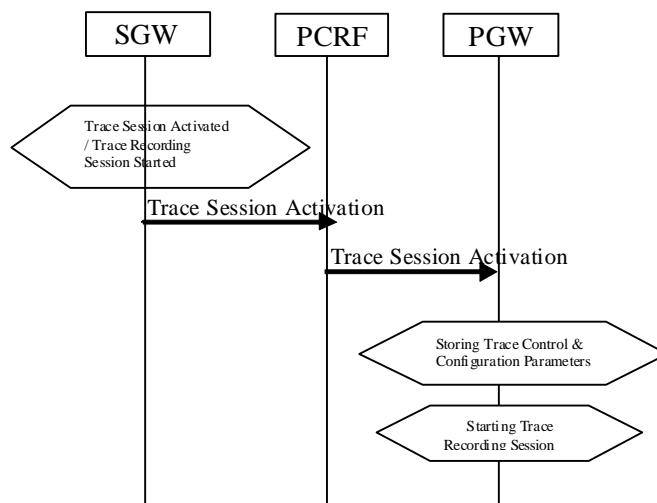 SGW
PCRF
PGW
Trace Session Activated
/ Trace Recording
Session Started
Trace Session Activation
Trace Session Activation
Storing Trace Control &
Configuration Parameters
Starting Trace
Recording Session